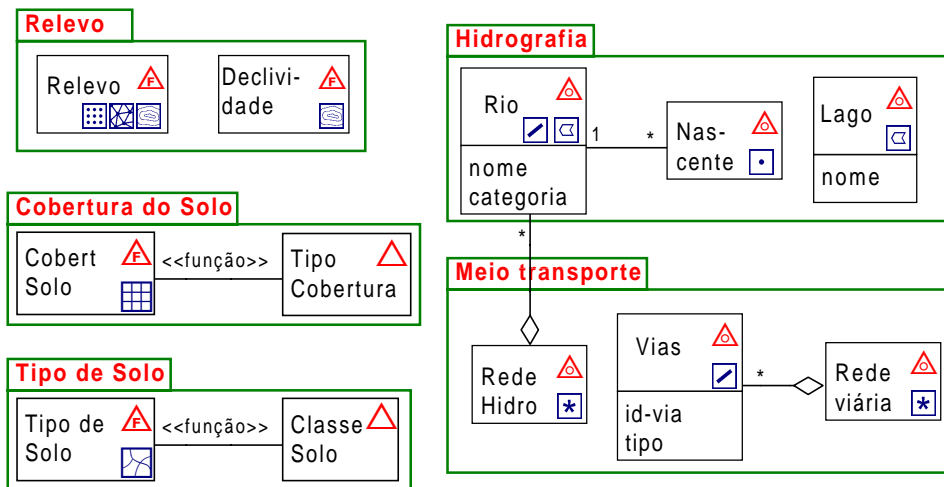 Relevo
Relevo
F
Declivi-
dade
F
Cobertura do Solo
Cobert
Solo
F
<<função>>
Tipo
Cobertura
Tipo de Solo
Tipo de
Solo
F
<<função>>
Classe
Solo
Hidrografia
Rio
nome
categoria
1
*
Nas-
cente
Lago
nome
*
Meio transporte
Rede
Hidro
*
Vias
id-via
tipo
*
Rede
viária
*